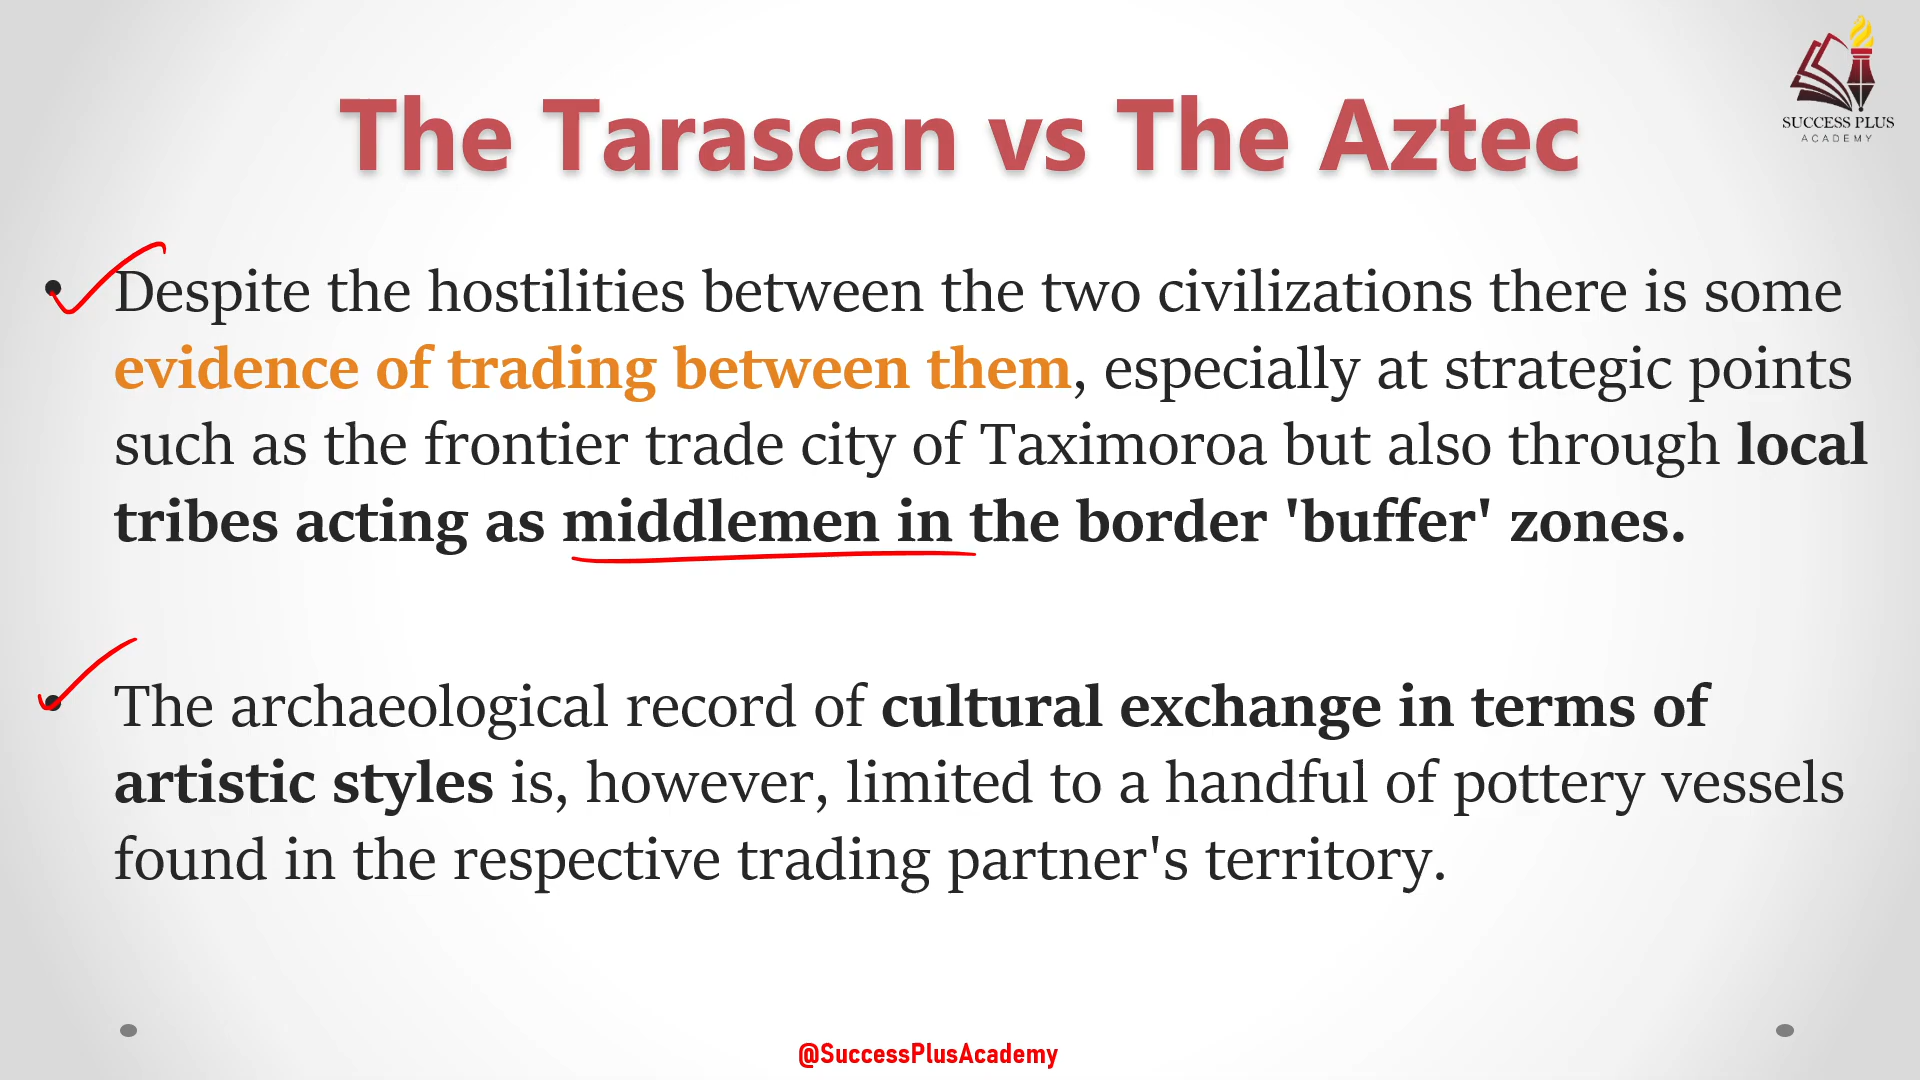 SUCCESS PLUS
ACADEMY
The Tarascan vs The Aztec
• Despite the hostilities between the two civilizations there is some
evidence of trading between them, especially at strategic points
such as the frontier trade city of Taximoroa but also through local
tribes acting as middlemen in the border 'buffer' zones.
• The archaeological record of cultural exchange in terms of
artistic styles is, however, limited to a handful of pottery vessels
found in the respective trading partner's territory.
@SuccessPlusAcademy